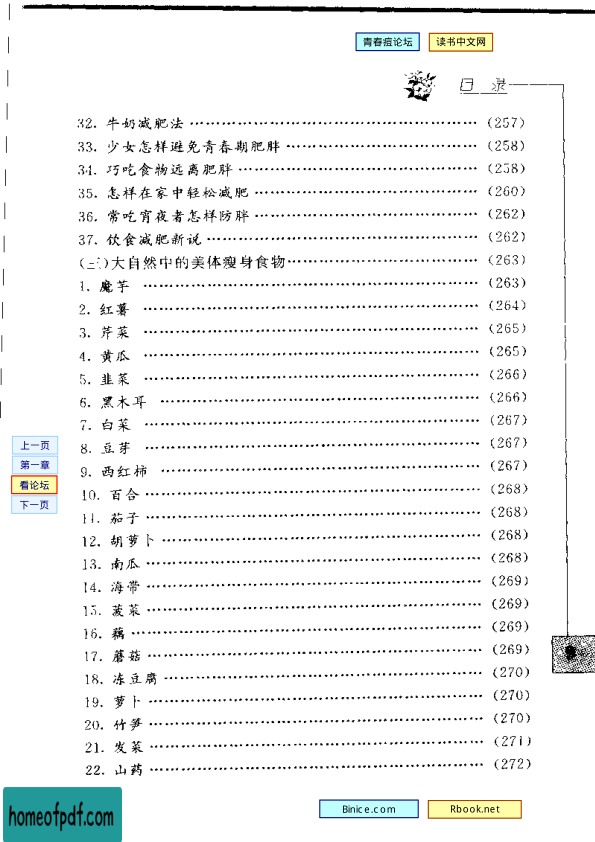 青春痘论坛 读书中文网
目 录
32. 牛奶减肥法 ……………………………………… (257)
33. 少女怎样避免青春期肥胖 ……………………………………… (258)
34. 巧吃食物远离肥胖 ……………………………………… (258)
35. 怎样在家中轻松减肥 ……………………………………… (260)
36. 常吃宵夜者怎样防胖 ……………………………………… (262)
37. 饮食减肥新说 ……………………………………… (262)
(三)大自然中的美体瘦身食物 ……………………………………… (263)
1. 魔芋 ……………………………………… (263)
2. 红薯 ……………………………………… (264)
3. 芹菜 ……………………………………… (265)
4. 黄瓜 ……………………………………… (265)
5. 韭菜 ……………………………………… (266)
6. 黑木耳 ……………………………………… (266)
7. 白菜 ……………………………………… (267)
8. 豆芽 ……………………………………… (267)
9. 西红柿 ……………………………………… (267)
10. 百合 ……………………………………… (268)
11. 茄子 ……………………………………… (268)
12. 胡萝卜 ……………………………………… (268)
13. 南瓜 ……………………………………… (268)
14. 海带 ……………………………………… (269)
15. 菠菜 ……………………………………… (269)
16. 藕 ……………………………………… (269)
17. 蘑菇 ……………………………………… (269)
18. 冻豆腐 ……………………………………… (270)
19. 萝卜 ……………………………………… (270)
20. 竹笋 ……………………………………… (270)
21. 发菜 ……………………………………… (271)
22. 山药 ……………………………………… (272)
上一页
第一章
看论坛
下一页
Binice.com Rbook.net
homeofpdf.com